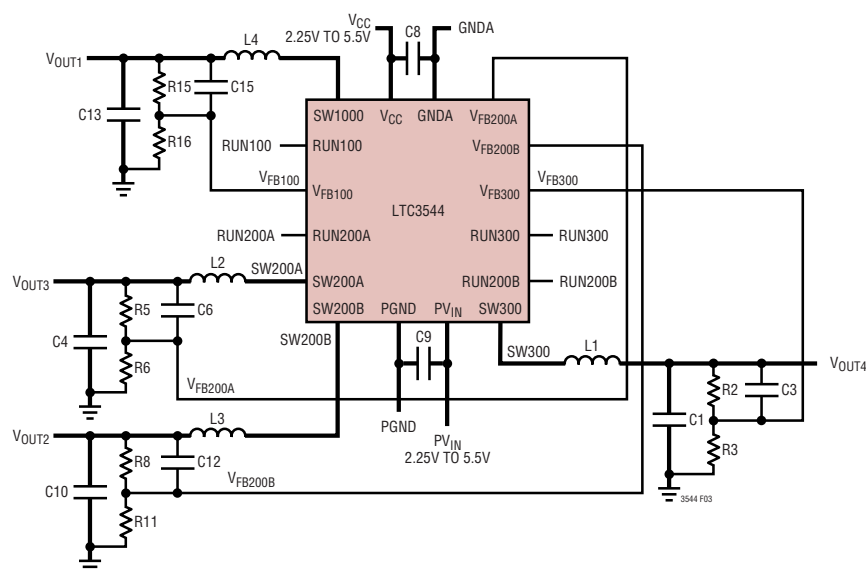 VCC
2.25V TO 5.5V
C8
GNDA
VOUT1
L4
R15
C15
C13
R16
SW1000
VCC
GNDA
VFB200A
RUN100
RUN100
VFB200B
VFB100
VFB100
VFB300
VFB300
LTC3544
RUN200A
RUN200A
RUN300
RUN300
VOUT3
L2
SW200A
SW200A
RUN200B
RUN200B
R5
C6
SW200B
PGND
PVIN
SW300
C4
R6
SW200B
C9
SW300
L1
VOUT4
VFB200A
R2
C3
C1
R3
VOUT2
L3
PGND
PVIN
2.25V TO 5.5V
R8
C12
VFB200B
C10
R11
3544 F03